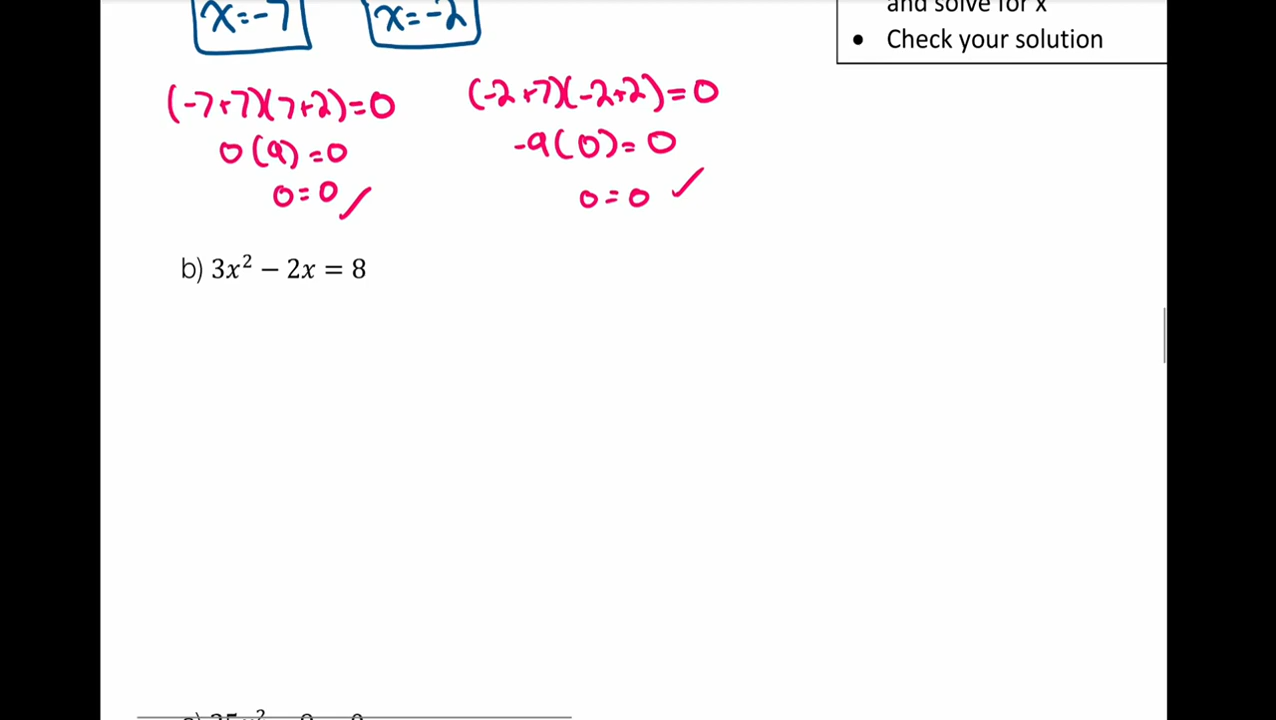 and solve for x
x=-7
x=-2
• Check your solution
(-7+7)(7+2)=0
0(9)=0
0=0 ✓
(-2+7)(-2+2)=0
-9(0)=0
0=0 ✓
b) 3x² − 2x = 8